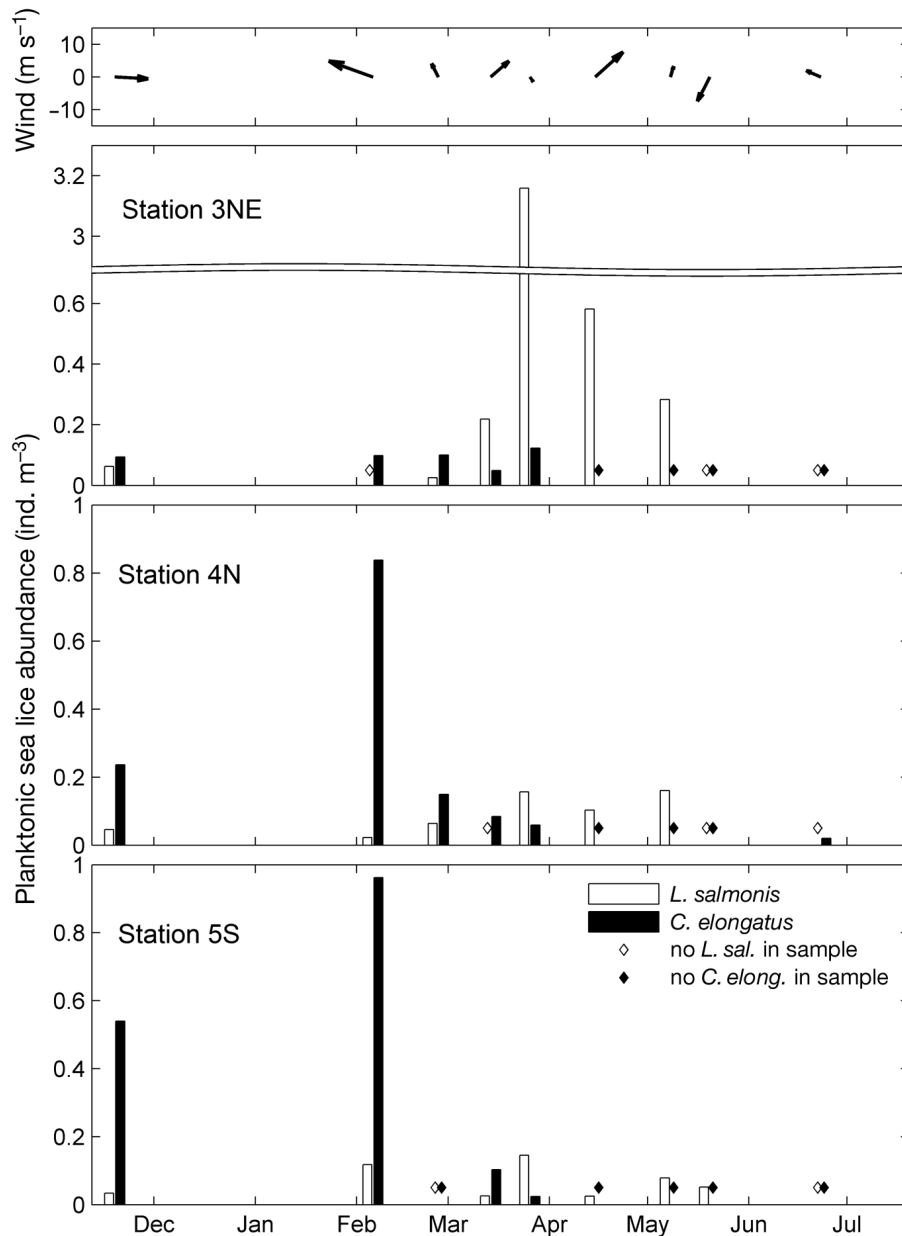 Wind (m s⁻¹)
10
0
−10
Station 3NE
3.2
3
0.6
0.4
0.2
0
Planktonic sea lice abundance (ind. m⁻³)
Station 4N
1
0.8
0.6
0.4
0.2
0
Station 5S
1
0.8
0.6
0.4
0.2
0
L. salmonis
C. elongatus
no L. sal. in sample
no C. elong. in sample
Dec Jan Feb Mar Apr May Jun Jul